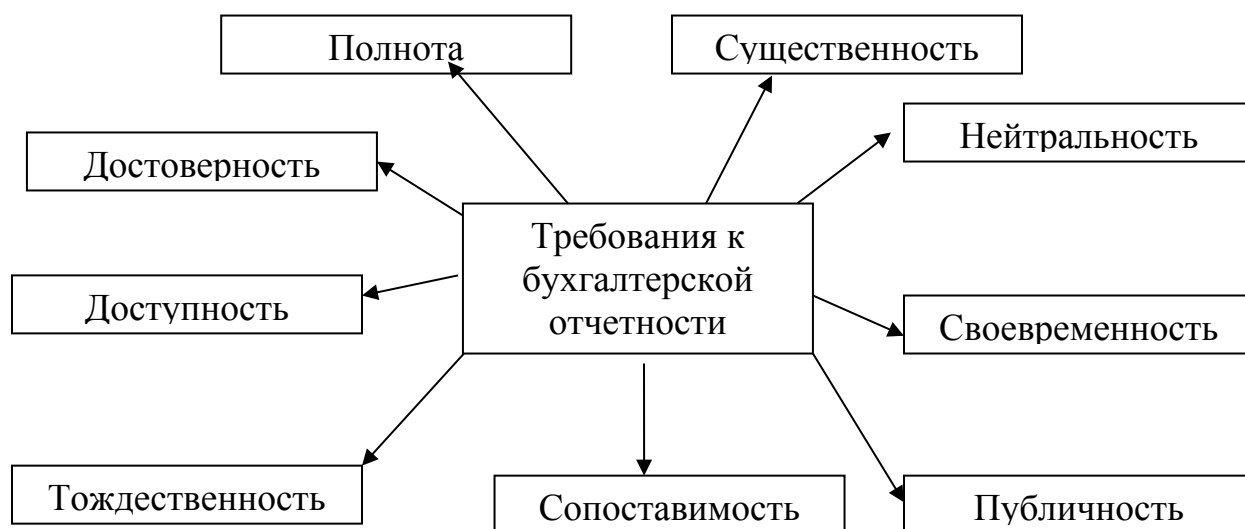 Полнота
Существенность
Нейтральность
Достоверность
Требования к
бухгалтерской
отчетности
Доступность
Своевременность
Тождественность
Сопоставимость
Публичность